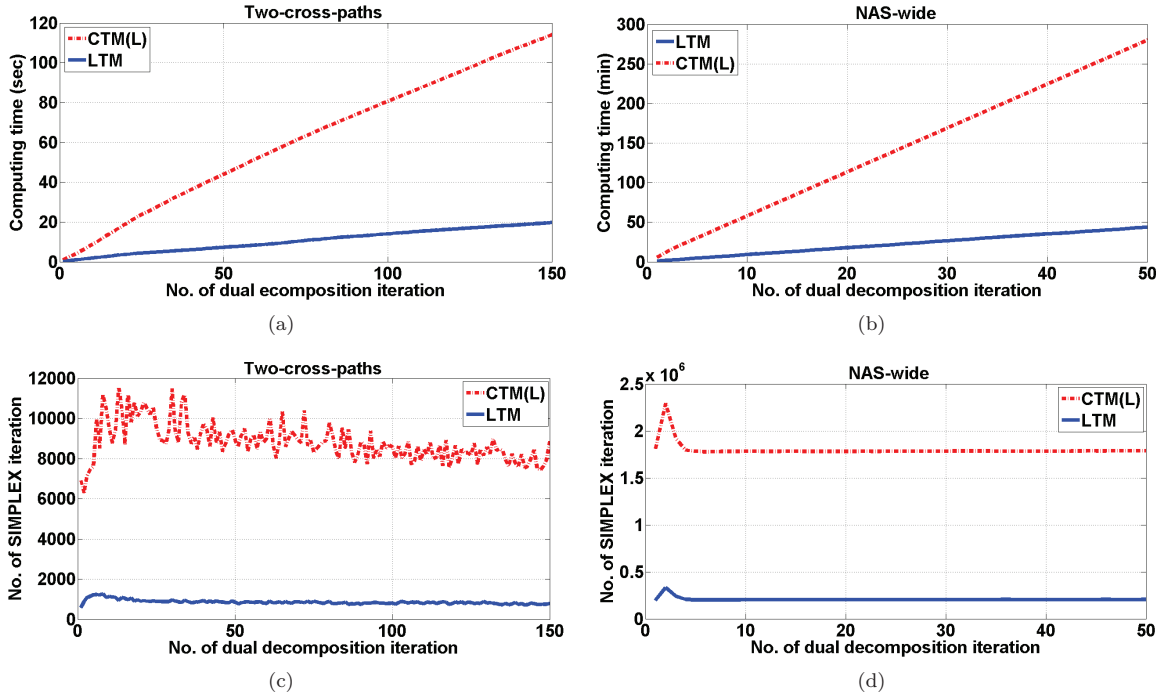 Two-cross-paths
120
100
80
60
40
20
0
Computing time (sec)
CTM(L)
LTM
0
50
100
150
No. of dual ecomposition iteration
(a)
NAS-wide
300
250
200
150
100
50
0
Computing time (min)
LTM
CTM(L)
0
10
20
30
40
50
No. of dual decomposition iteration
(b)
Two-cross-paths
12000
10000
8000
6000
4000
2000
0
No. of SIMPLEX iteration
CTM(L)
LTM
0
50
100
150
No. of dual decomposition iteration
(c)
NAS-wide
x 10^6
2.5
2
1.5
1
0.5
0
No. of SIMPLEX iteration
CTM(L)
LTM
0
10
20
30
40
50
No. of dual decomposition iteration
(d)